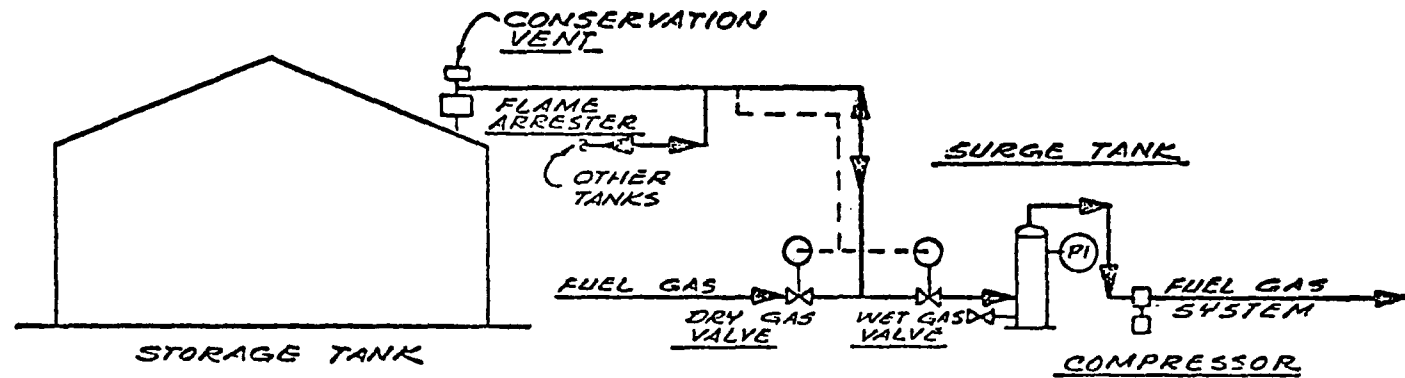 CONSERVATION
VENT
FLAME
ARRESTER
OTHER
TANKS
SURGE TANK
PI
FUEL GAS
DRY GAS
VALVE
WET GAS
VALVE
FUEL GAS
SYSTEM
STORAGE TANK
COMPRESSOR